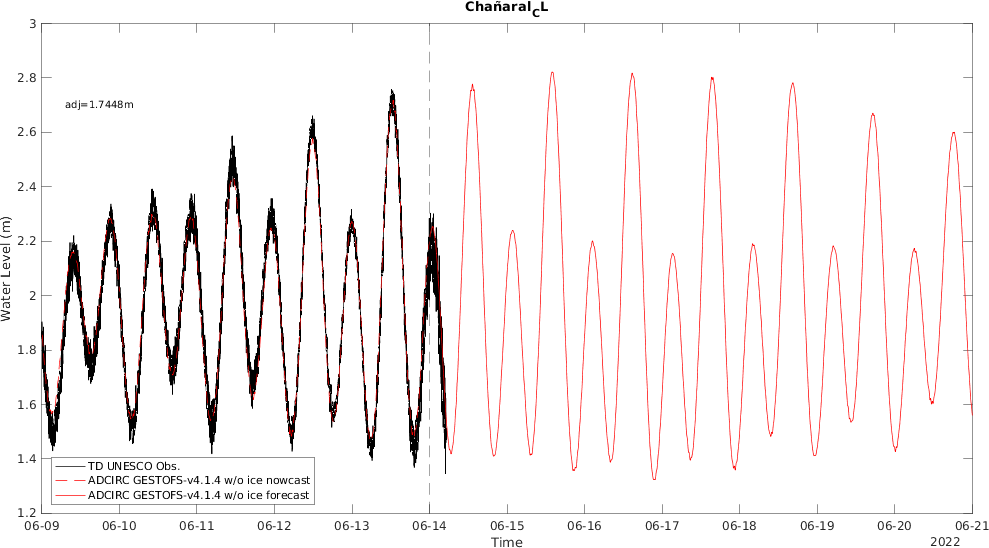 Chañaral_CL
3
2.8
adj=1.7448m
2.6
2.4
2.2
Water Level (m)
2
1.8
1.6
1.4
1.2
TD UNESCO Obs.
ADCIRC GESTOFS-v4.1.4 w/o ice nowcast
ADCIRC GESTOFS-v4.1.4 w/o ice forecast
06-09 06-10 06-11 06-12 06-13 06-14 06-15 06-16 06-17 06-18 06-19 06-20 06-21
Time
2022